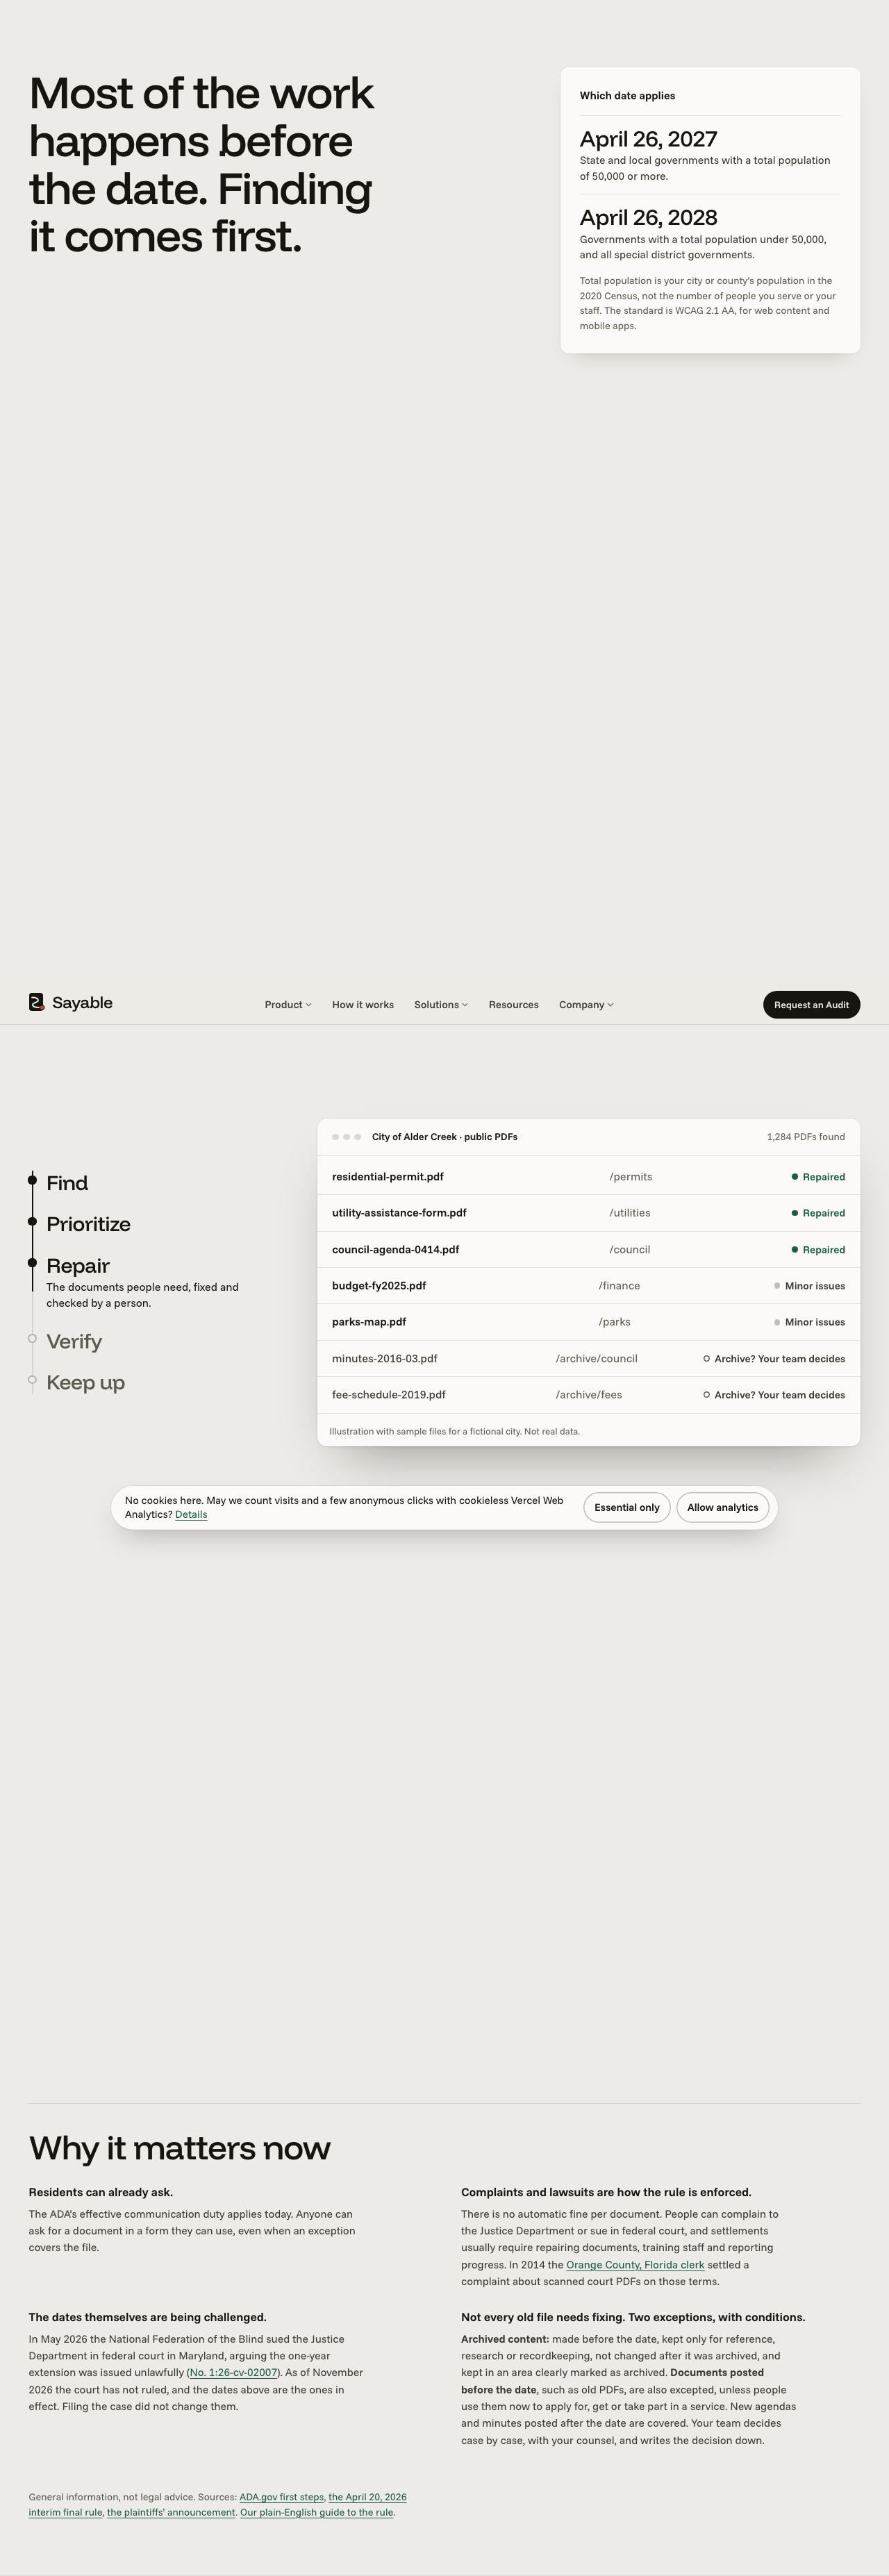 Most of the work
happens before
the date. Finding
it comes first.
Which date applies
April 26, 2027
State and local governments with a total population
of 50,000 or more.
April 26, 2028
Governments with a total population under 50,000,
and all special district governments.
Total population is your city or county's population in the
2020 Census, not the number of people you serve or your
staff. The standard is WCAG 2.1 AA, for web content and
mobile apps.
Sayable
Product
How it works
Solutions
Resources
Company
Request an Audit
Find
Prioritize
Repair
The documents people need, fixed and
checked by a person.
Verify
Keep up
City of Alder Creek · public PDFs 1,284 PDFs found
residential-permit.pdf /permits Repaired
utility-assistance-form.pdf /utilities Repaired
council-agenda-0414.pdf /council Repaired
budget-fy2025.pdf /finance Minor issues
parks-map.pdf /parks Minor issues
minutes-2016-03.pdf /archive/council Archive? Your team decides
fee-schedule-2019.pdf /archive/fees Archive? Your team decides
Illustration with sample files for a fictional city. Not real data.
No cookies here. May we count visits and a few anonymous clicks with cookieless Vercel Web
Analytics? Details
Essential only
Allow analytics
Why it matters now
Residents can already ask.
The ADA's effective communication duty applies today. Anyone can
ask for a document in a form they can use, even when an exception
covers the file.
Complaints and lawsuits are how the rule is enforced.
There is no automatic fine per document. People can complain to
the Justice Department or sue in federal court, and settlements
usually require repairing documents, training staff and reporting
progress. In 2014 the Orange County, Florida clerk settled a
complaint about scanned court PDFs on those terms.
The dates themselves are being challenged.
In May 2026 the National Federation of the Blind sued the Justice
Department in federal court in Maryland, arguing the one-year
extension was issued unlawfully (No. 1:26-cv-02007). As of November
2026 the court has not ruled, and the dates above are the ones in
effect. Filing the case did not change them.
Not every old file needs fixing. Two exceptions, with conditions.
Archived content: made before the date, kept only for reference,
research or recordkeeping, not changed after it was archived, and
kept in an area clearly marked as archived. Documents posted
before the date, such as old PDFs, are also excepted, unless people
use them now to apply for, get or take part in a service. New agendas
and minutes posted after the date are covered. Your team decides
case by case, with your counsel, and writes the decision down.
General information, not legal advice. Sources: ADA.gov first steps, the April 20, 2026
interim final rule, the plaintiffs' announcement. Our plain-English guide to the rule.